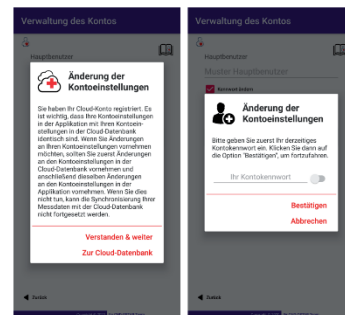 Verwaltung des Kontos
Hauptbenutzer
Änderung der
Kontoeinstellungen
Sie haben Ihr Cloud-Konto registriert. Es
ist wichtig, dass Ihre Kontoeinstellungen
in der Applikation mit Ihren Kontoein-
stellungen in der Cloud-Datenbank
identisch sind. Wenn Sie Änderungen
an Ihren Kontoeinstellungen vornehmen
möchten, sollten Sie zuerst Änderungen
an den Kontoeinstellungen in der
Cloud-Datenbank vornehmen und
anschließend dieselben Änderungen
an den Kontoeinstellungen in der
Applikation vornehmen. Wenn Sie dies
nicht tun, kann die Synchronisierung Ihrer
Messdaten mit der Cloud-Datenbank
nicht fortgesetzt werden.
Verstanden & weiter
Zur Cloud-Datenbank
Zurück
Verwaltung des Kontos
Hauptbenutzer
Muster Hauptbenutzer
Kennwort ändern
Änderung der
Kontoeinstellungen
Bitte geben Sie zuerst Ihr derzeitiges
Kontokennwort ein. Klicken Sie dann auf
die Option "Bestätigen", um fortzufahren.
Ihr Kontokennwort
Bestätigen
Abbrechen
Zurück